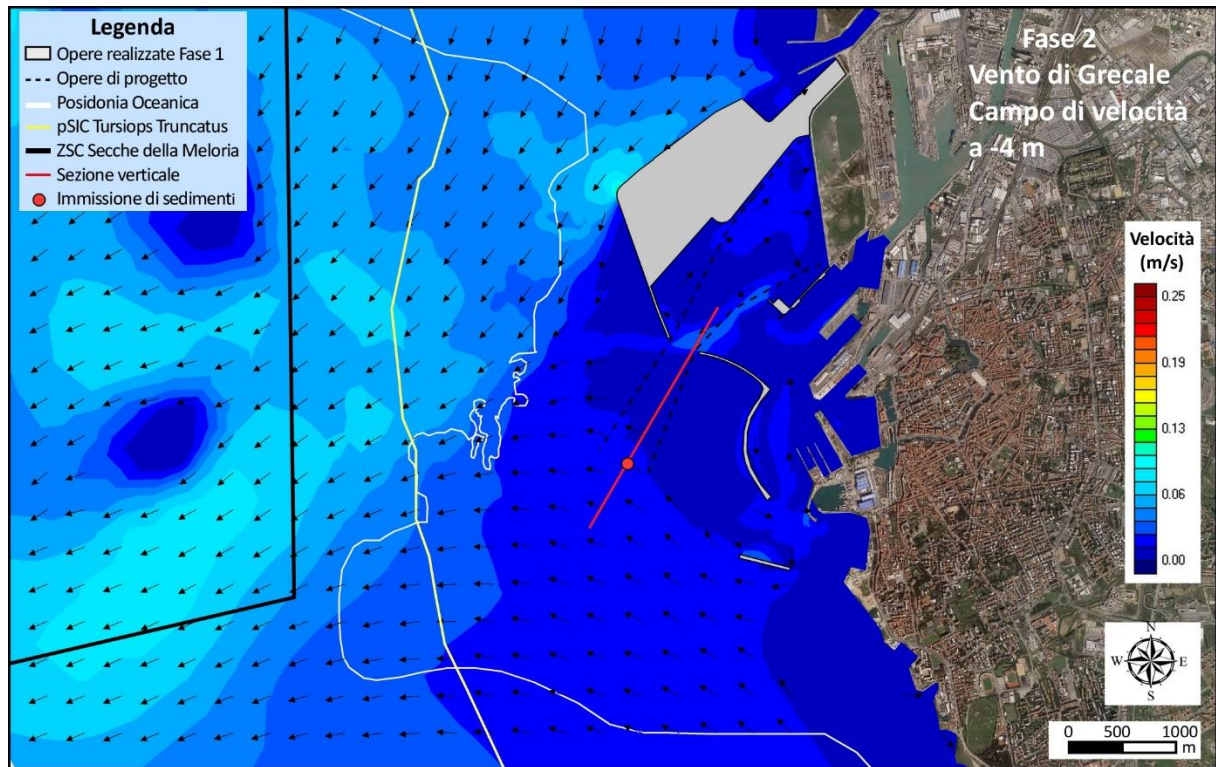 Legenda
Opere realizzate Fase 1
Opere di progetto
Posidonia Oceanica
pSIC Tursiops Truncatus
ZSC Secche della Meloria
Sezione verticale
Immissione di sedimenti
Fase 2
Vento di Grecale
Campo di velocità
a -4 m
Velocità
(m/s)
0.25
0.19
0.13
0.06
0.00
N
W E
S
0 500 1000
m